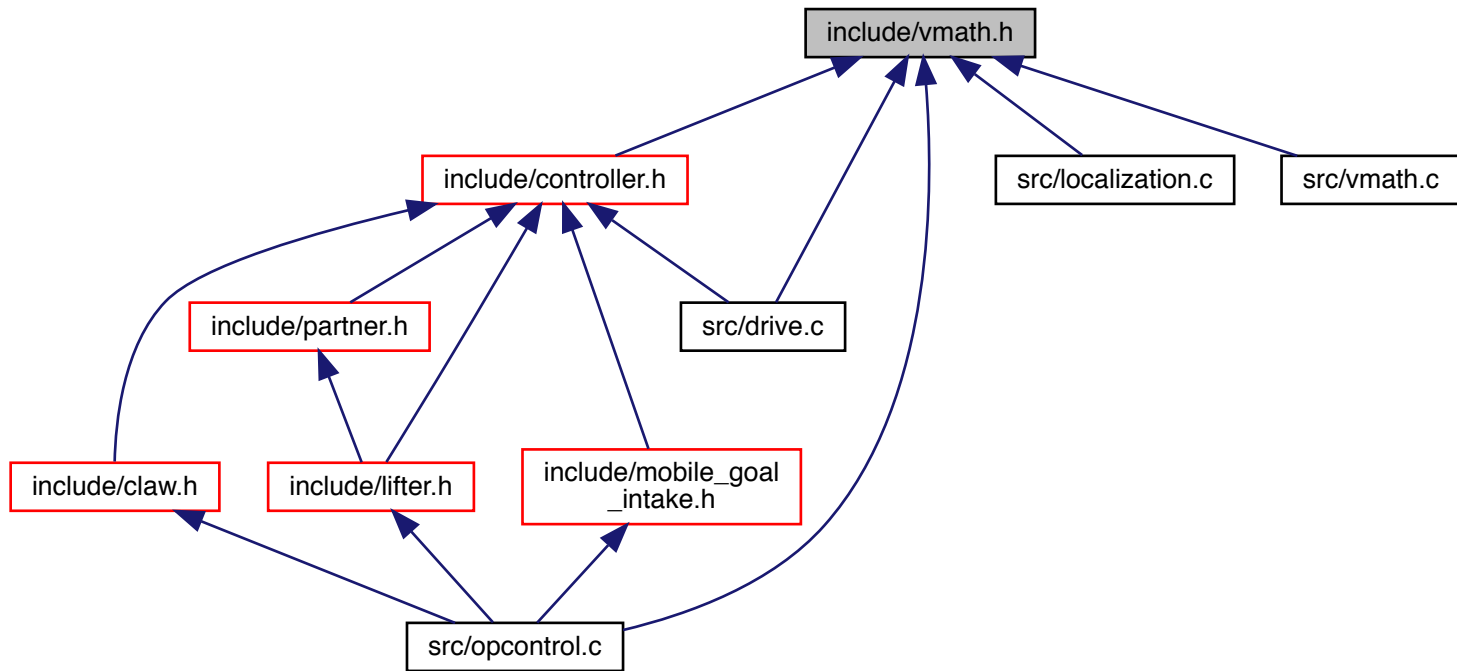 include/vmath.h
include/controller.h
src/localization.c
src/vmath.c
include/partner.h
src/drive.c
include/claw.h
include/lifter.h
include/mobile_goal
_intake.h
src/opcontrol.c